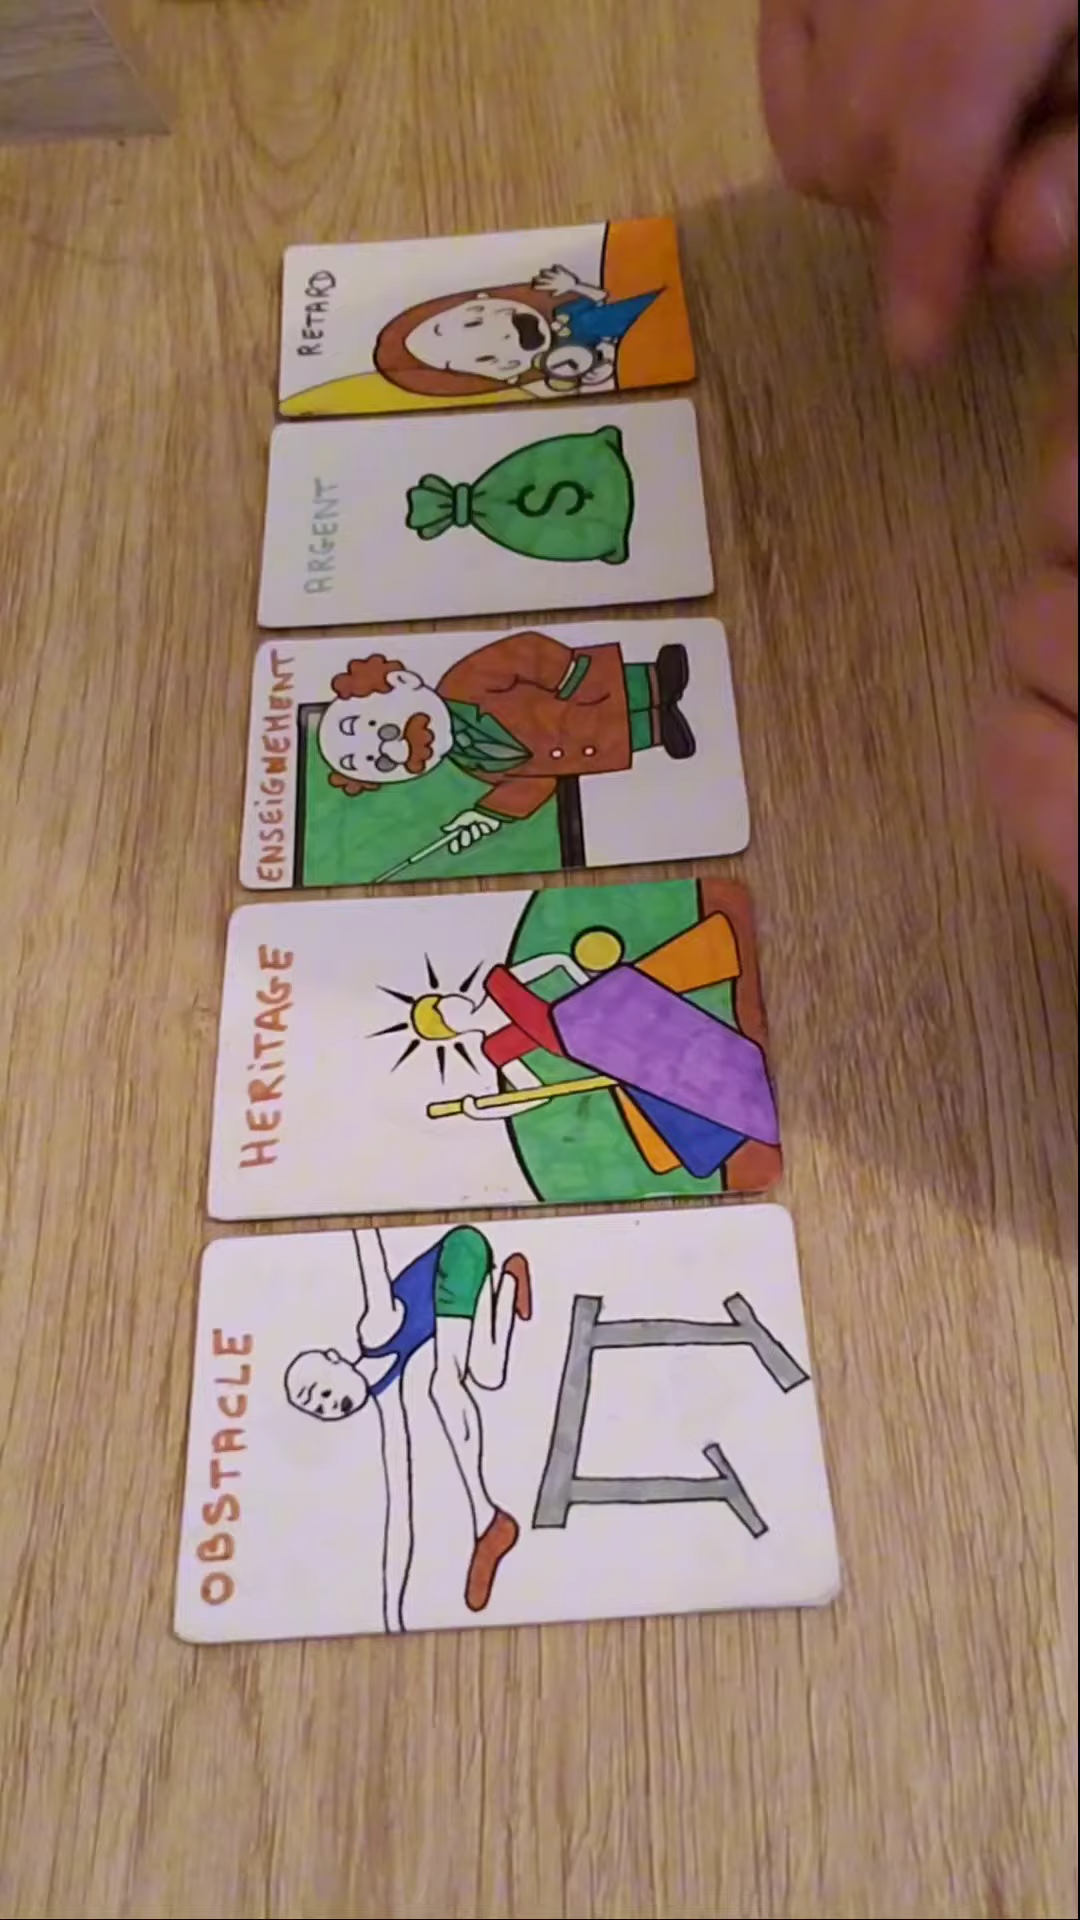 RETARD
ARGENT
$
ENSEIGNEMENT
HERITAGE
OBSTACLE